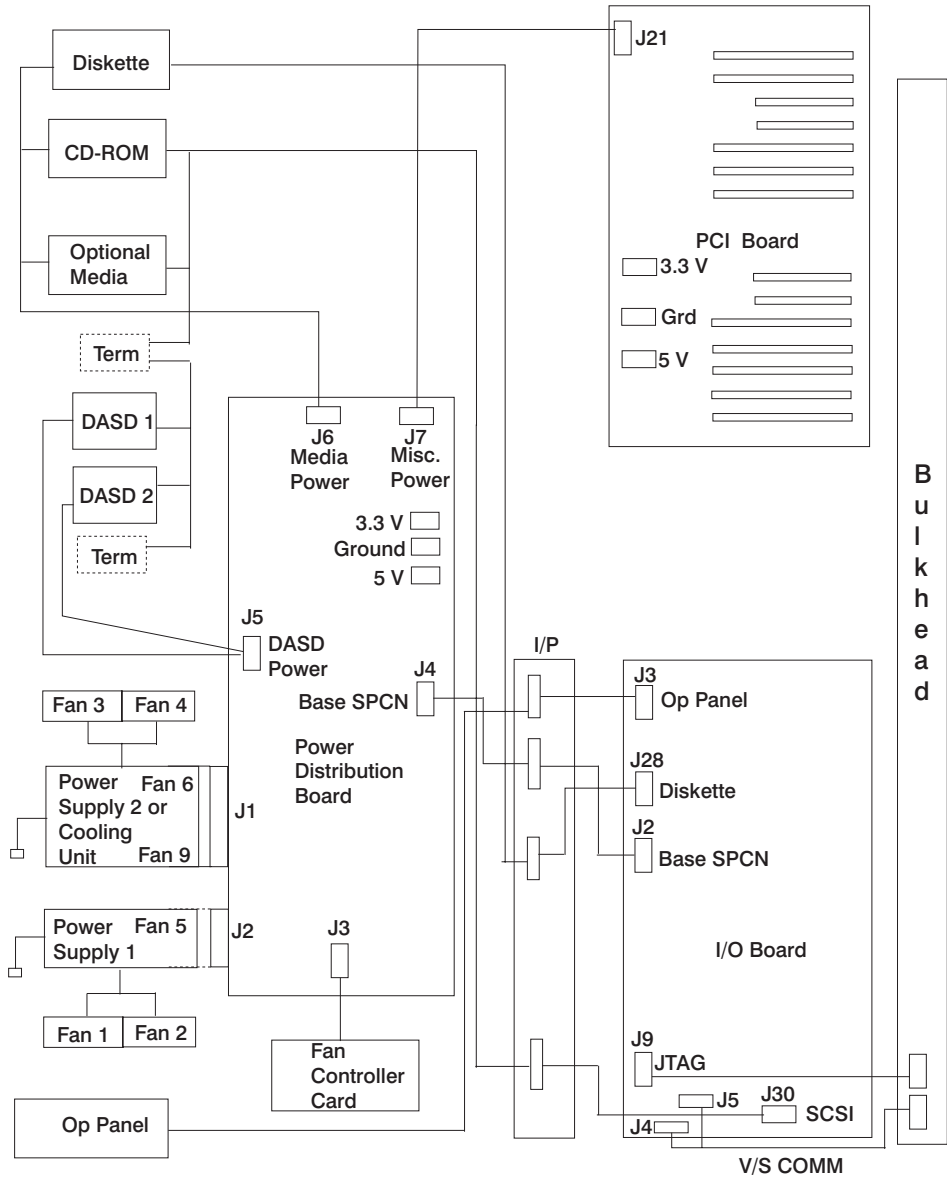 J21
Diskette
CD-ROM
Optional
Media
PCI Board
3.3 V
Grd
5 V
Term
DASD 1
DASD 2
Term
J6
Media
Power
J7
Misc.
Power
3.3 V
Ground
5 V
J5
DASD
Power
J4
Base SPCN
Power
Distribution
Board
Fan 3
Fan 4
Power
Supply 2 or
Cooling
Unit
Fan 6
Fan 9
J1
Power
Supply 1
Fan 5
J2
J3
Fan 1
Fan 2
Fan
Controller
Card
Op Panel
I/P
J3
Op Panel
J28
Diskette
J2
Base SPCN
I/O Board
J9
JTAG
J5
J30
SCSI
J4
V/S COMM
Bulkhead